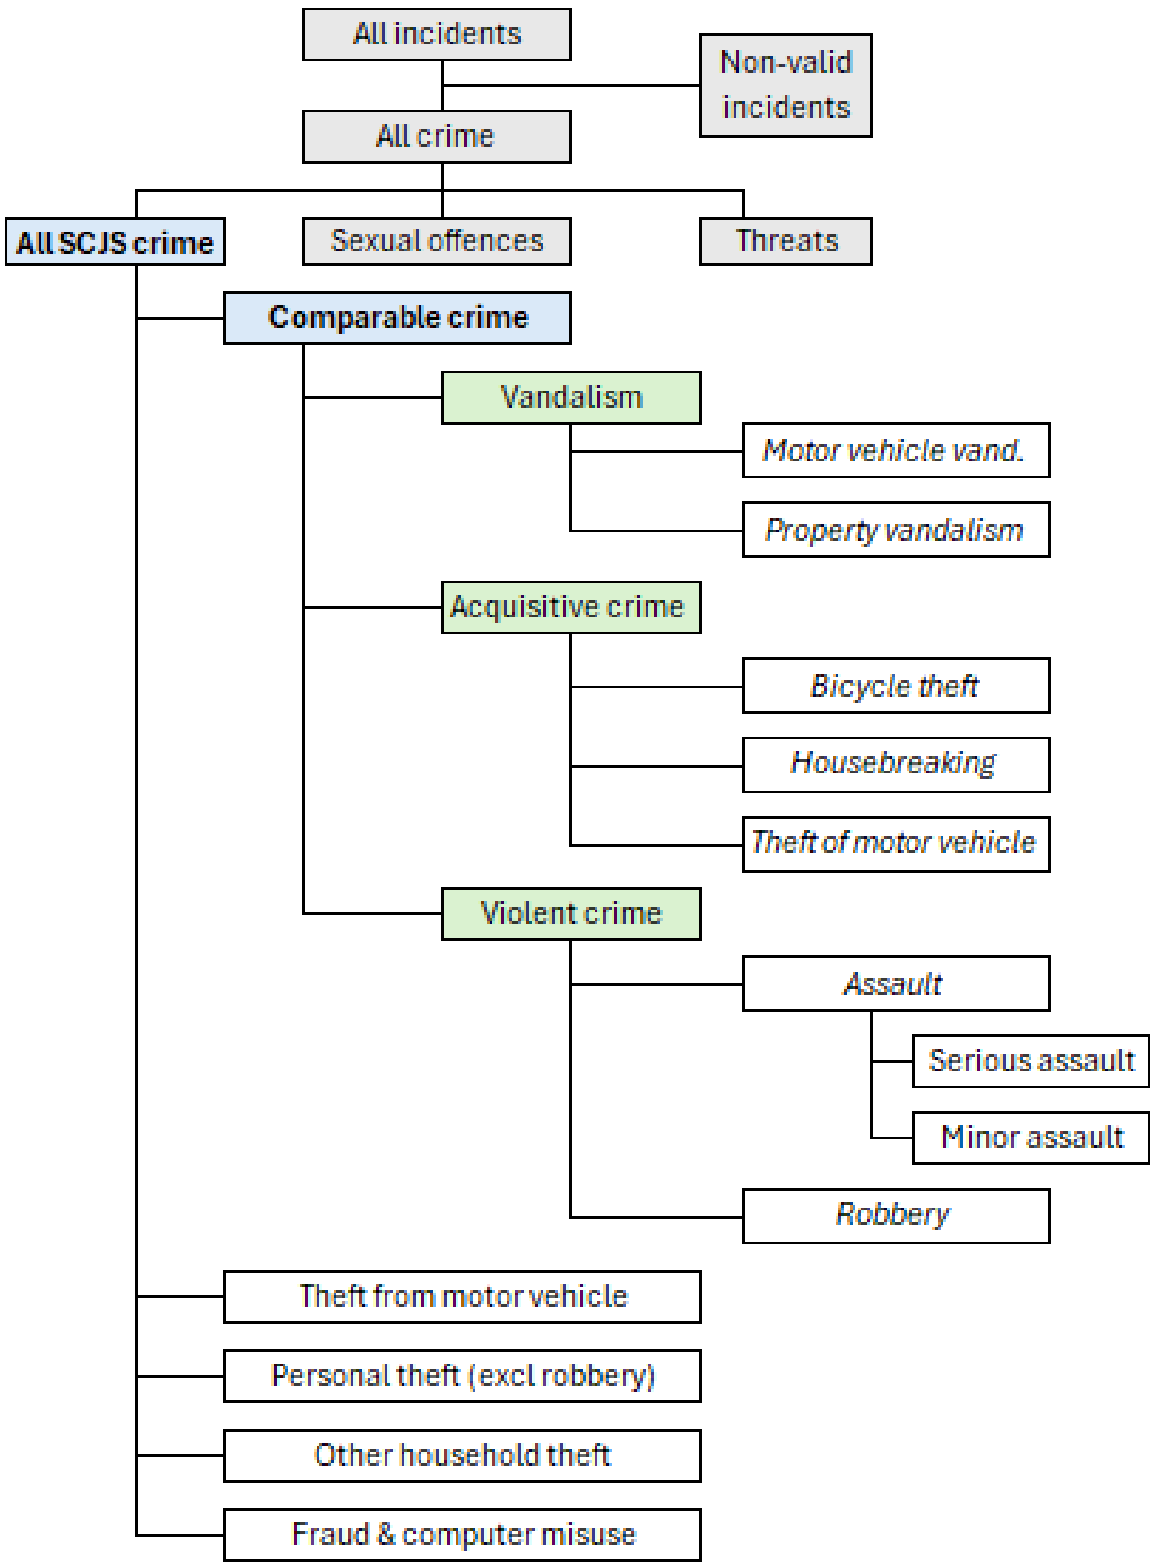 All incidents
Non-valid
incidents
All crime
All SCJS crime
Sexual offences
Threats
Comparable crime
Vandalism
Motor vehicle vand.
Property vandalism
Acquisitive crime
Bicycle theft
Housebreaking
Theft of motor vehicle
Violent crime
Assault
Serious assault
Minor assault
Robbery
Theft from motor vehicle
Personal theft (excl robbery)
Other household theft
Fraud & computer misuse